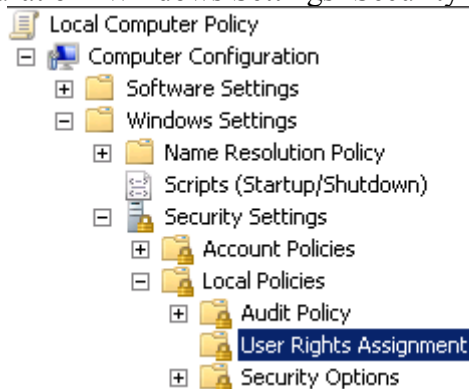 Local Computer Policy
Computer Configuration
Software Settings
Windows Settings
Name Resolution Policy
Scripts (Startup/Shutdown)
Security Settings
Account Policies
Local Policies
Audit Policy
User Rights Assignment
Security Options